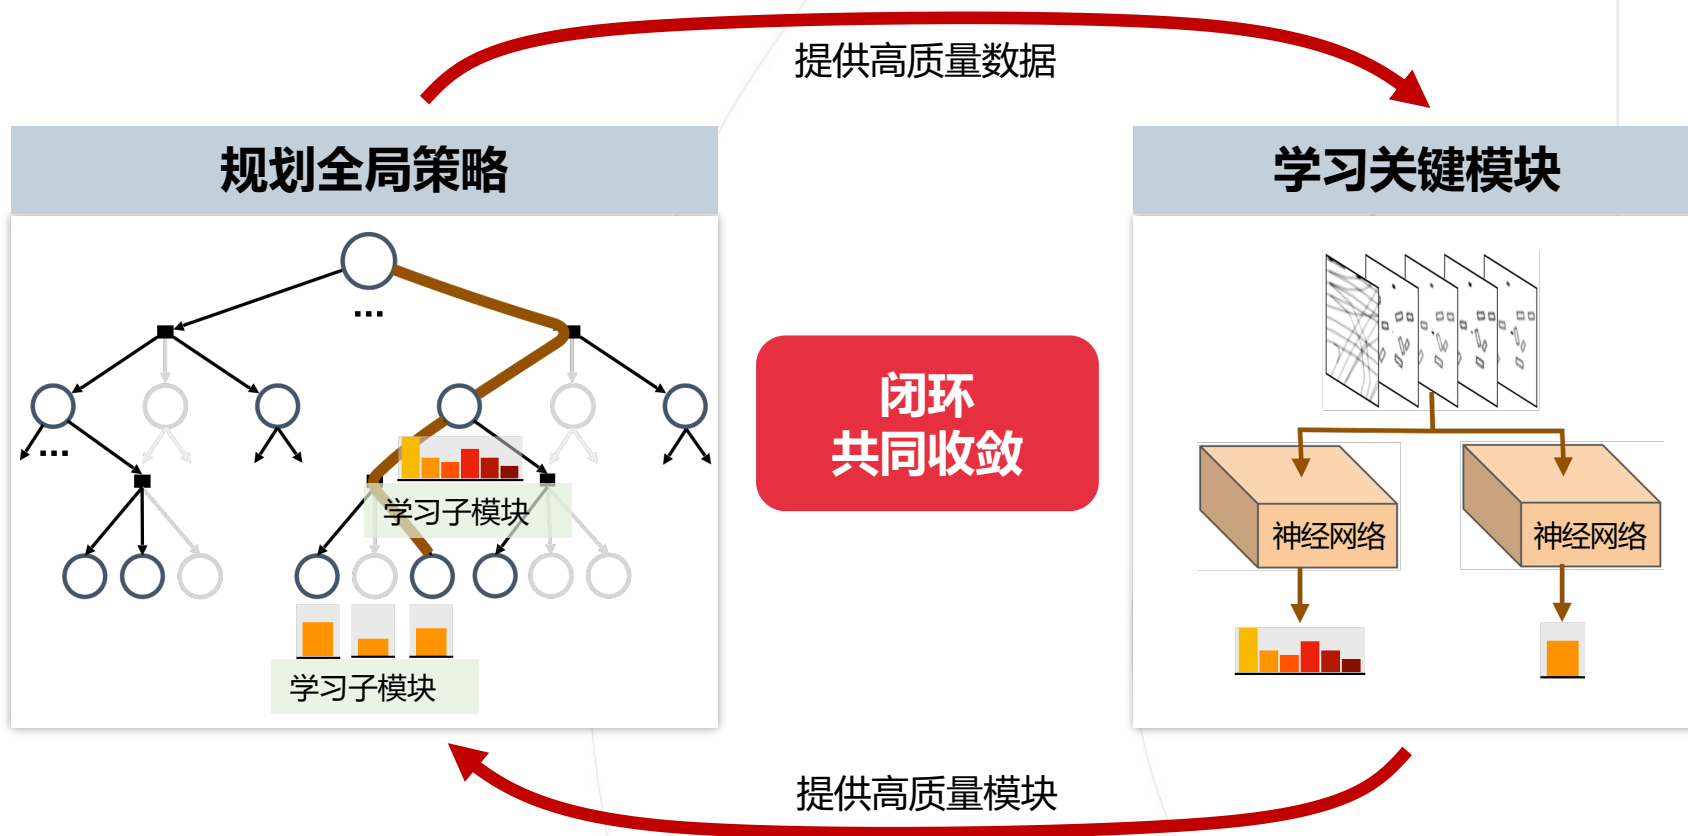 提供高质量数据
规划全局策略
学习关键模块
...
闭环
共同收敛
...
学习子模块
神经网络
神经网络
学习子模块
提供高质量模块